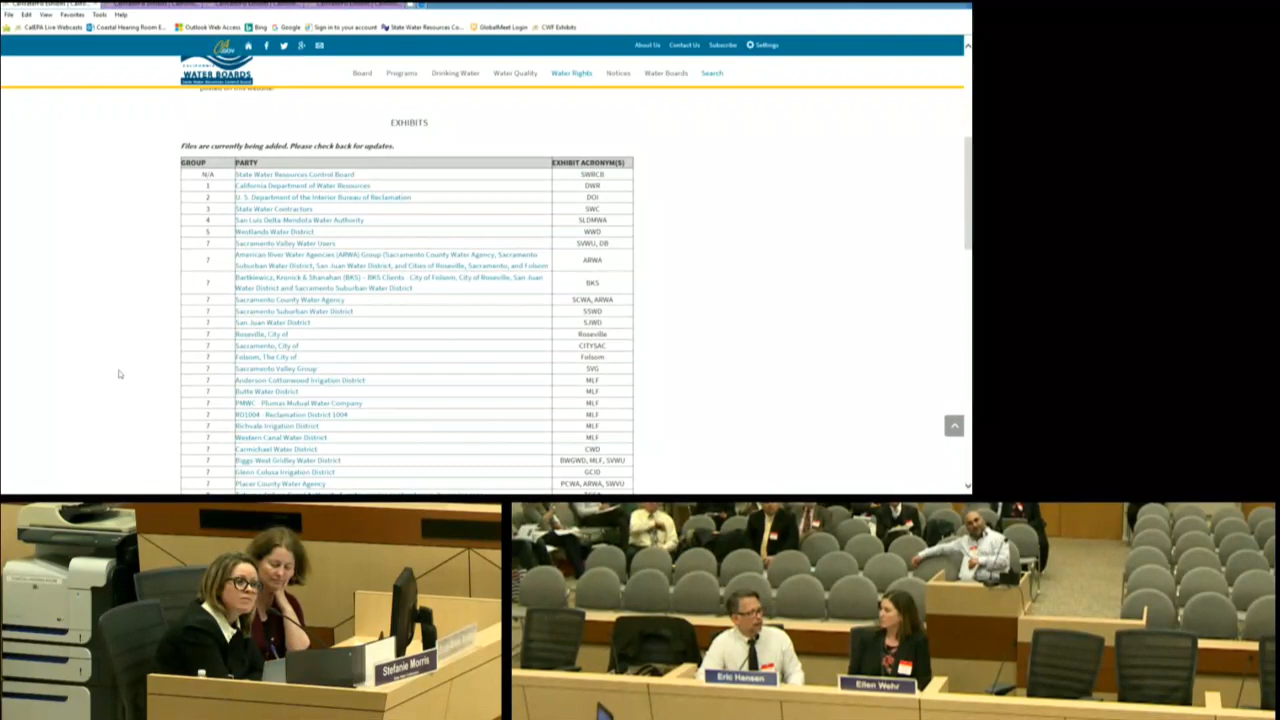 File Edit View Favorites Tools Help
CalEPA Live Webcasts Coastal Hearing Room E... Outlook Web Access Bing Google Sign in to your account State Water Resources Co... GlobalMeet Login CWF Exhibits
CA.GOV About Us Contact Us Subscribe Settings
CALIFORNIA
WATER BOARDS
Board Programs Drinking Water Water Quality Water Rights Notices Water Boards Search
posted on this website.
EXHIBITS
Files are currently being added. Please check back for updates.
GROUP PARTY EXHIBIT ACRONYM(S)
N/A State Water Resources Control Board SWRCB
1 California Department of Water Resources DWR
2 U. S. Department of the Interior Bureau of Reclamation DOI
3 State Water Contractors SWC
4 San Luis Delta-Mendota Water Authority SLDMWA
5 Westlands Water District WWD
7 Sacramento Valley Water Users SVWU, DB
7 American River Water Agencies (ARWA) Group (Sacramento County Water Agency, Sacramento
Suburban Water District, San Juan Water District, and Cities of Roseville, Sacramento, and Folsom ARWA
7 Bartkiewicz, Kronick & Shanahan (BKS) - BKS Clients - City of Folsom, City of Roseville, San Juan
Water District and Sacramento Suburban Water District BKS
7 Sacramento County Water Agency SCWA, ARWA
7 Sacramento Suburban Water District SSWD
7 San Juan Water District SJWD
7 Roseville, City of Roseville
7 Sacramento, City of CITYSAC
7 Folsom, The City of Folsom
7 Sacramento Valley Group SVG
7 Anderson-Cottonwood Irrigation District MLF
7 Butte Water District MLF
7 PMWC - Plumas Mutual Water Company MLF
7 RD1004 - Reclamation District 1004 MLF
7 Richvale Irrigation District MLF
7 Western Canal Water District MLF
7 Carmichael Water District CWD
7 Biggs-West Gridley Water District BWGWD, MLF, SVWU
7 Glenn-Colusa Irrigation District GCID
7 Placer County Water Agency PCWA, ARWA, SWVU
Stefanie Morris
Eric Hansen
Ellen Wehr